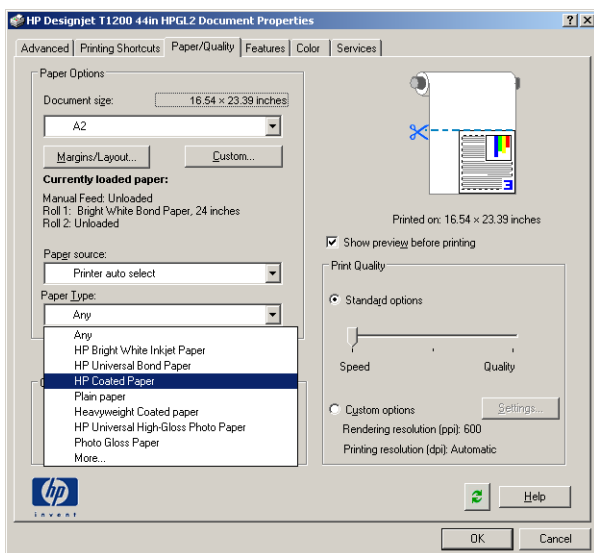 HP Designjet T1200 44in HPGL2 Document Properties
Advanced Printing Shortcuts Paper/Quality Features Color Services
Paper Options
Document size: 16.54 × 23.39 inches
A2
Margins/Layout... Custom...
Currently loaded paper:
Manual Feed: Unloaded
Roll 1: Bright White Bond Paper, 24 inches
Roll 2: Unloaded
Paper source:
Printer auto select
Paper Type:
Any
Any
HP Bright White Inkjet Paper
HP Universal Bond Paper
HP Coated Paper
Plain paper
Heavyweight Coated paper
HP Universal High-Gloss Photo Paper
Photo Gloss Paper
More...
Printed on: 16.54 × 23.39 inches
Show preview before printing
Print Quality
Standard options
Speed Quality
Custom options Settings...
Rendering resolution (ppi): 600
Printing resolution (dpi): Automatic
hp
invent
Help
OK Cancel